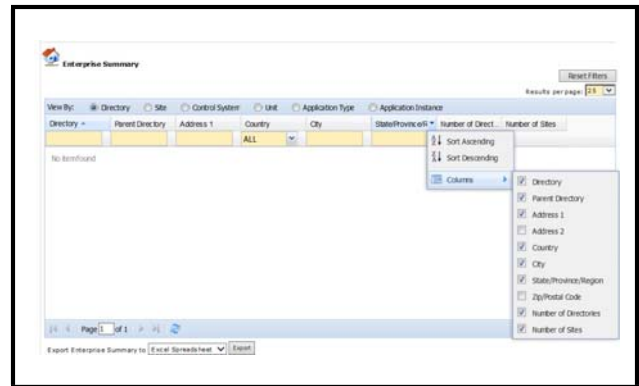 Enterprise Summary
Reset Filters
Results per page: 25
View By: Directory Site Control System Unit Application Type Application Instance
Directory Parent Directory Address 1 Country City State/Province/R Number of Direct... Number of Sites
ALL
No item found
Sort Ascending
Sort Descending
Columns
Directory
Parent Directory
Address 1
Address 2
Country
City
State/Province/Region
Zip/Postal Code
Number of Directories
Number of Sites
Page 1 of 1
Export Enterprise Summary to Excel Spreadsheet Export